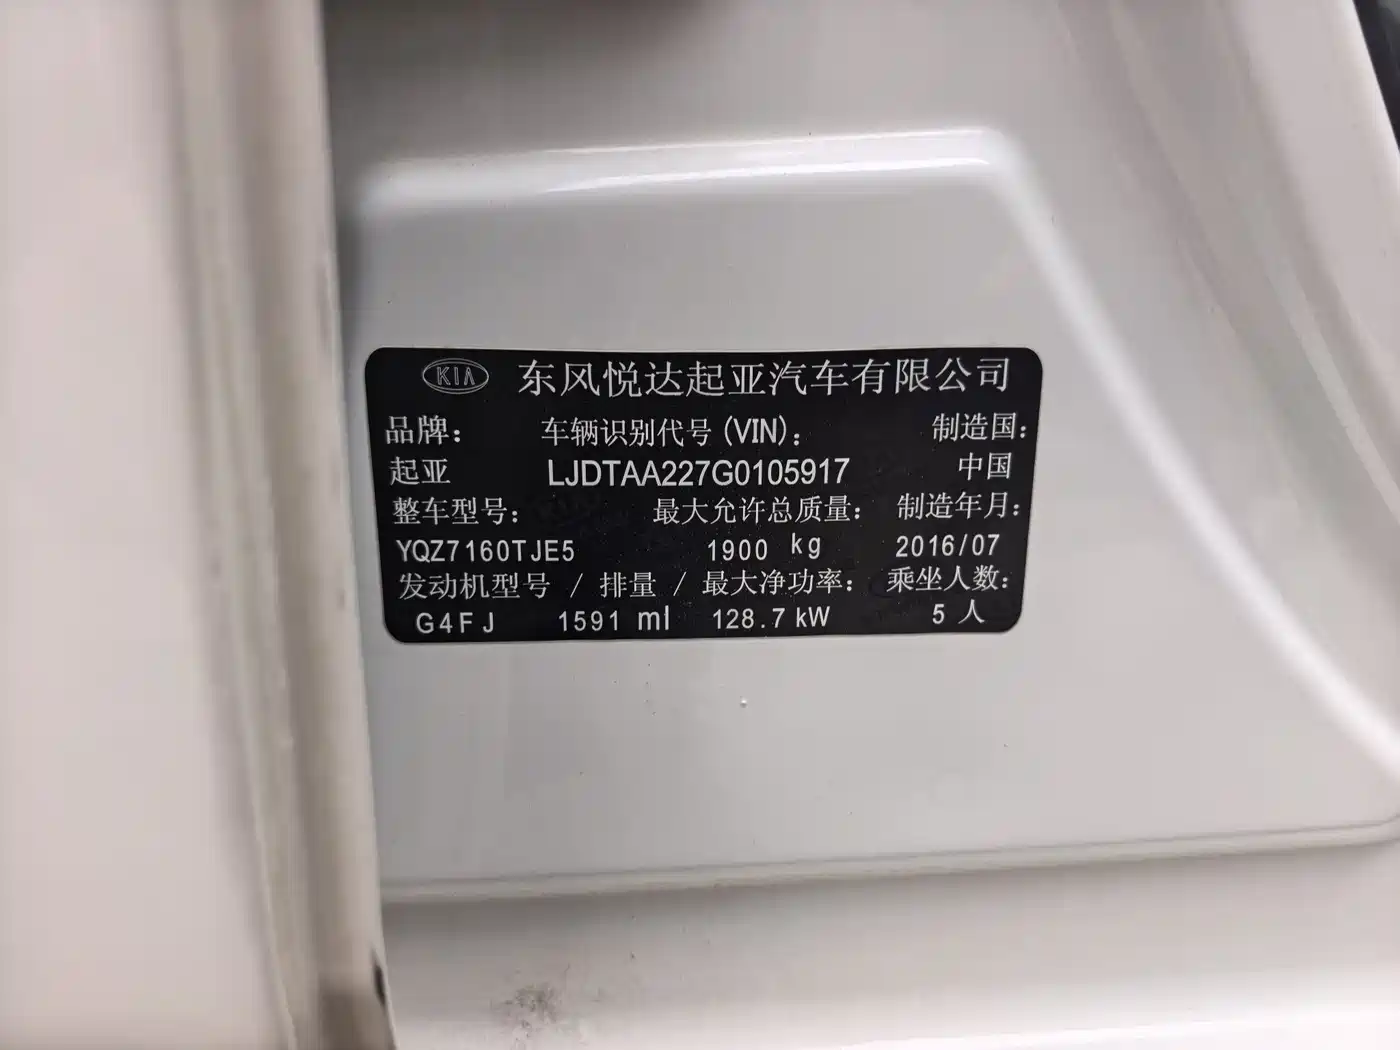 KIA 东风悦达起亚汽车有限公司
品牌： 车辆识别代号(VIN)： 制造国：
起亚 LJDTAA227G0105917 中国
整车型号： 最大允许总质量： 制造年月：
YQZ7160TJE5 1900 kg 2016/07
发动机型号 / 排量 / 最大净功率： 乘坐人数：
G4FJ 1591 ml 128.7 kW 5 人